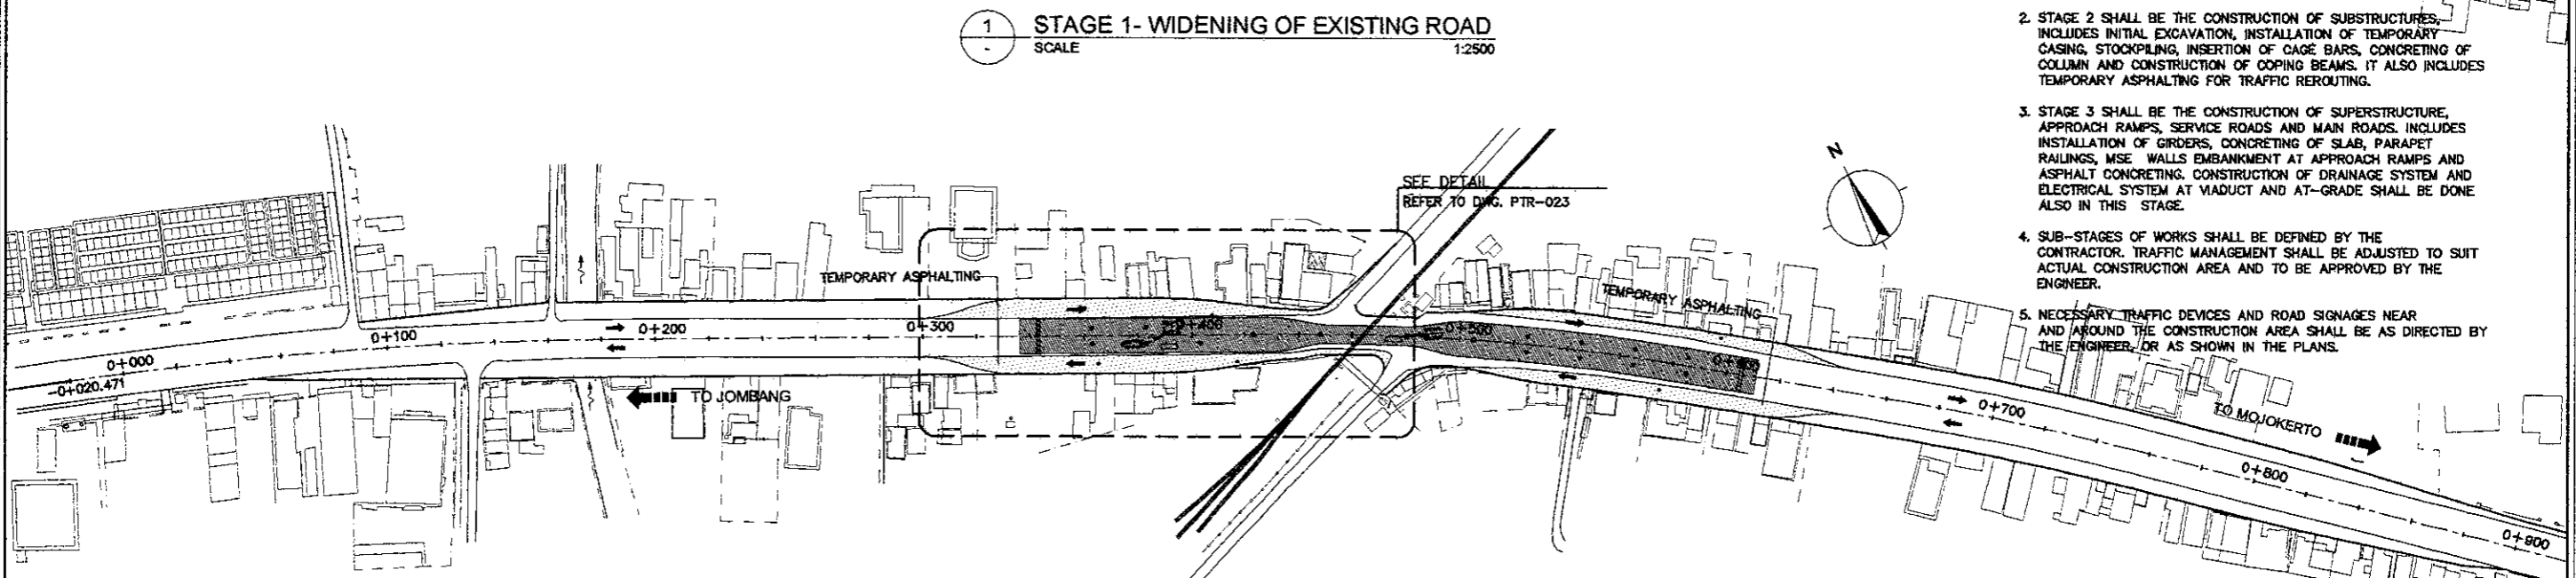 1
-
STAGE 1- WIDENING OF EXISTING ROAD
SCALE 1:2500
2. STAGE 2 SHALL BE THE CONSTRUCTION OF SUBSTRUCTURES,
INCLUDES INITIAL EXCAVATION, INSTALLATION OF TEMPORARY
CASING, STOCKPILING, INSERTION OF CAGE BARS, CONCRETING OF
COLUMN AND CONSTRUCTION OF COPING BEAMS. IT ALSO INCLUDES
TEMPORARY ASPHALTING FOR TRAFFIC REROUTING.
3. STAGE 3 SHALL BE THE CONSTRUCTION OF SUPERSTRUCTURE,
APPROACH RAMPS, SERVICE ROADS AND MAIN ROADS. INCLUDES
INSTALLATION OF GIRDERS, CONCRETING OF SLAB, PARAPET
RAILINGS, MSE WALLS EMBANKMENT AT APPROACH RAMPS AND
ASPHALT CONCRETING. CONSTRUCTION OF DRAINAGE SYSTEM AND
ELECTRICAL SYSTEM AT VIADUCT AND AT-GRADE SHALL BE DONE
ALSO IN THIS STAGE.
4. SUB-STAGES OF WORKS SHALL BE DEFINED BY THE
CONTRACTOR. TRAFFIC MANAGEMENT SHALL BE ADJUSTED TO SUIT
ACTUAL CONSTRUCTION AREA AND TO BE APPROVED BY THE
ENGINEER.
5. NECESSARY TRAFFIC DEVICES AND ROAD SIGNAGES NEAR
AND AROUND THE CONSTRUCTION AREA SHALL BE AS DIRECTED BY
THE ENGINEER, OR AS SHOWN IN THE PLANS.
N
SEE DETAIL
REFER TO DWG. PTR-023
TEMPORARY ASPHALTING
TEMPORARY ASPHALTING
-0+020.471
0+000
0+100
0+200
0+300
0+400
0+500
0+600
0+700
0+800
0+900
TO JOMBANG
TO MOJOKERTO